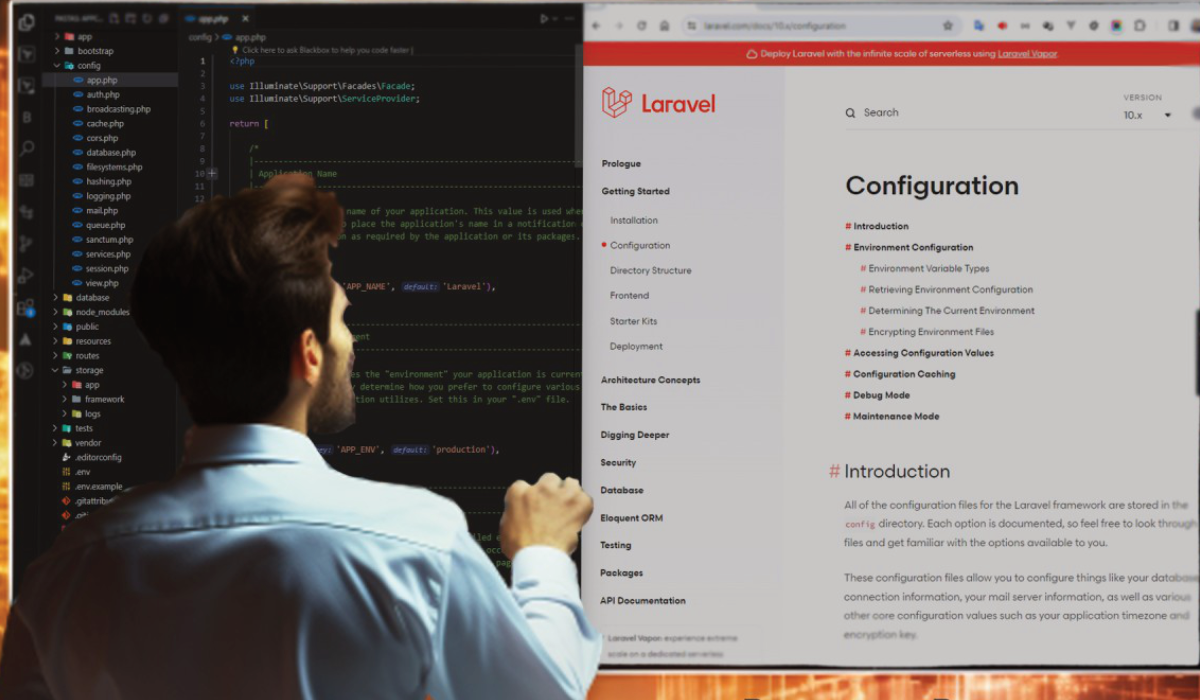 app.php
config > app.php
Click here to ask Blackbox to help you code faster |
app
bootstrap
config
app.php
auth.php
broadcasting.php
cache.php
cors.php
database.php
filesystems.php
hashing.php
logging.php
mail.php
queue.php
sanctum.php
services.php
session.php
view.php
database
node_modules
public
resources
routes
storage
app
framework
logs
tests
vendor
.editorconfig
.env
.env.example
1 <?php
2
3 use Illuminate\Support\Facades\Facade;
4 use Illuminate\Support\ServiceProvider;
5
6 return [
7
8 /*
9 |--------------------------------
10 | Application Name
11
12
name of your application. This value is used
place the application's name in a notification
as required by the application or its packages.
'APP_NAME', default: 'Laravel'),
the "environment" your application is
determine how you prefer to configure various
utilizes. Set this in your ".env" file.
'APP_ENV', default: 'production'),
laravel.com/docs/10.x/configuration
Deploy Laravel with the infinite scale of serverless using Laravel Vapor.
Laravel
Prologue
Getting Started
Installation
Configuration
Directory Structure
Frontend
Starter Kits
Deployment
Architecture Concepts
The Basics
Digging Deeper
Security
Database
Eloquent ORM
Testing
Packages
API Documentation
Laravel Vapor: experience extreme
scale on a dedicated serverless
Search
VERSION
10.x
Configuration
# Introduction
# Environment Configuration
# Environment Variable Types
# Retrieving Environment Configuration
# Determining The Current Environment
# Encrypting Environment Files
# Accessing Configuration Values
# Configuration Caching
# Debug Mode
# Maintenance Mode
# Introduction
All of the configuration files for the Laravel framework are stored in the
config directory. Each option is documented, so feel free to look through
files and get familiar with the options available to you.
These configuration files allow you to configure things like your database
connection information, your mail server information, as well as various
other core configuration values such as your application timezone and
encryption key.